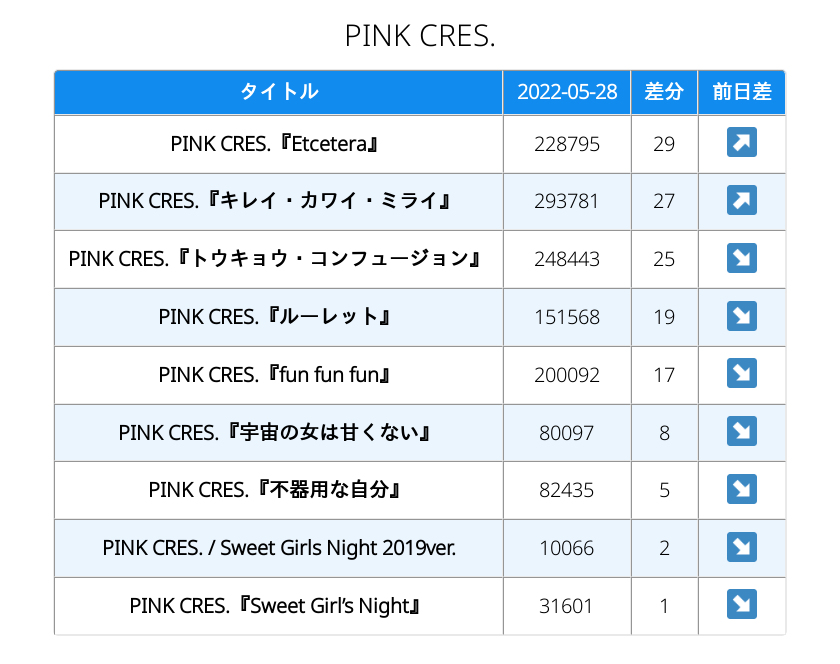 PINK CRES.
タイトル 2022-05-28 差分 前日差
PINK CRES.『Etcetera』 228795 29 ↗
PINK CRES.『キレイ・カワイ・ミライ』 293781 27 ↗
PINK CRES.『トウキョウ・コンフュージョン』 248443 25 ↘
PINK CRES.『ルーレット』 151568 19 ↘
PINK CRES.『fun fun fun』 200092 17 ↘
PINK CRES.『宇宙の女は甘くない』 80097 8 ↘
PINK CRES.『不器用な自分』 82435 5 ↘
PINK CRES. / Sweet Girls Night 2019ver. 10066 2 ↘
PINK CRES.『Sweet Girl’s Night』 31601 1 ↘